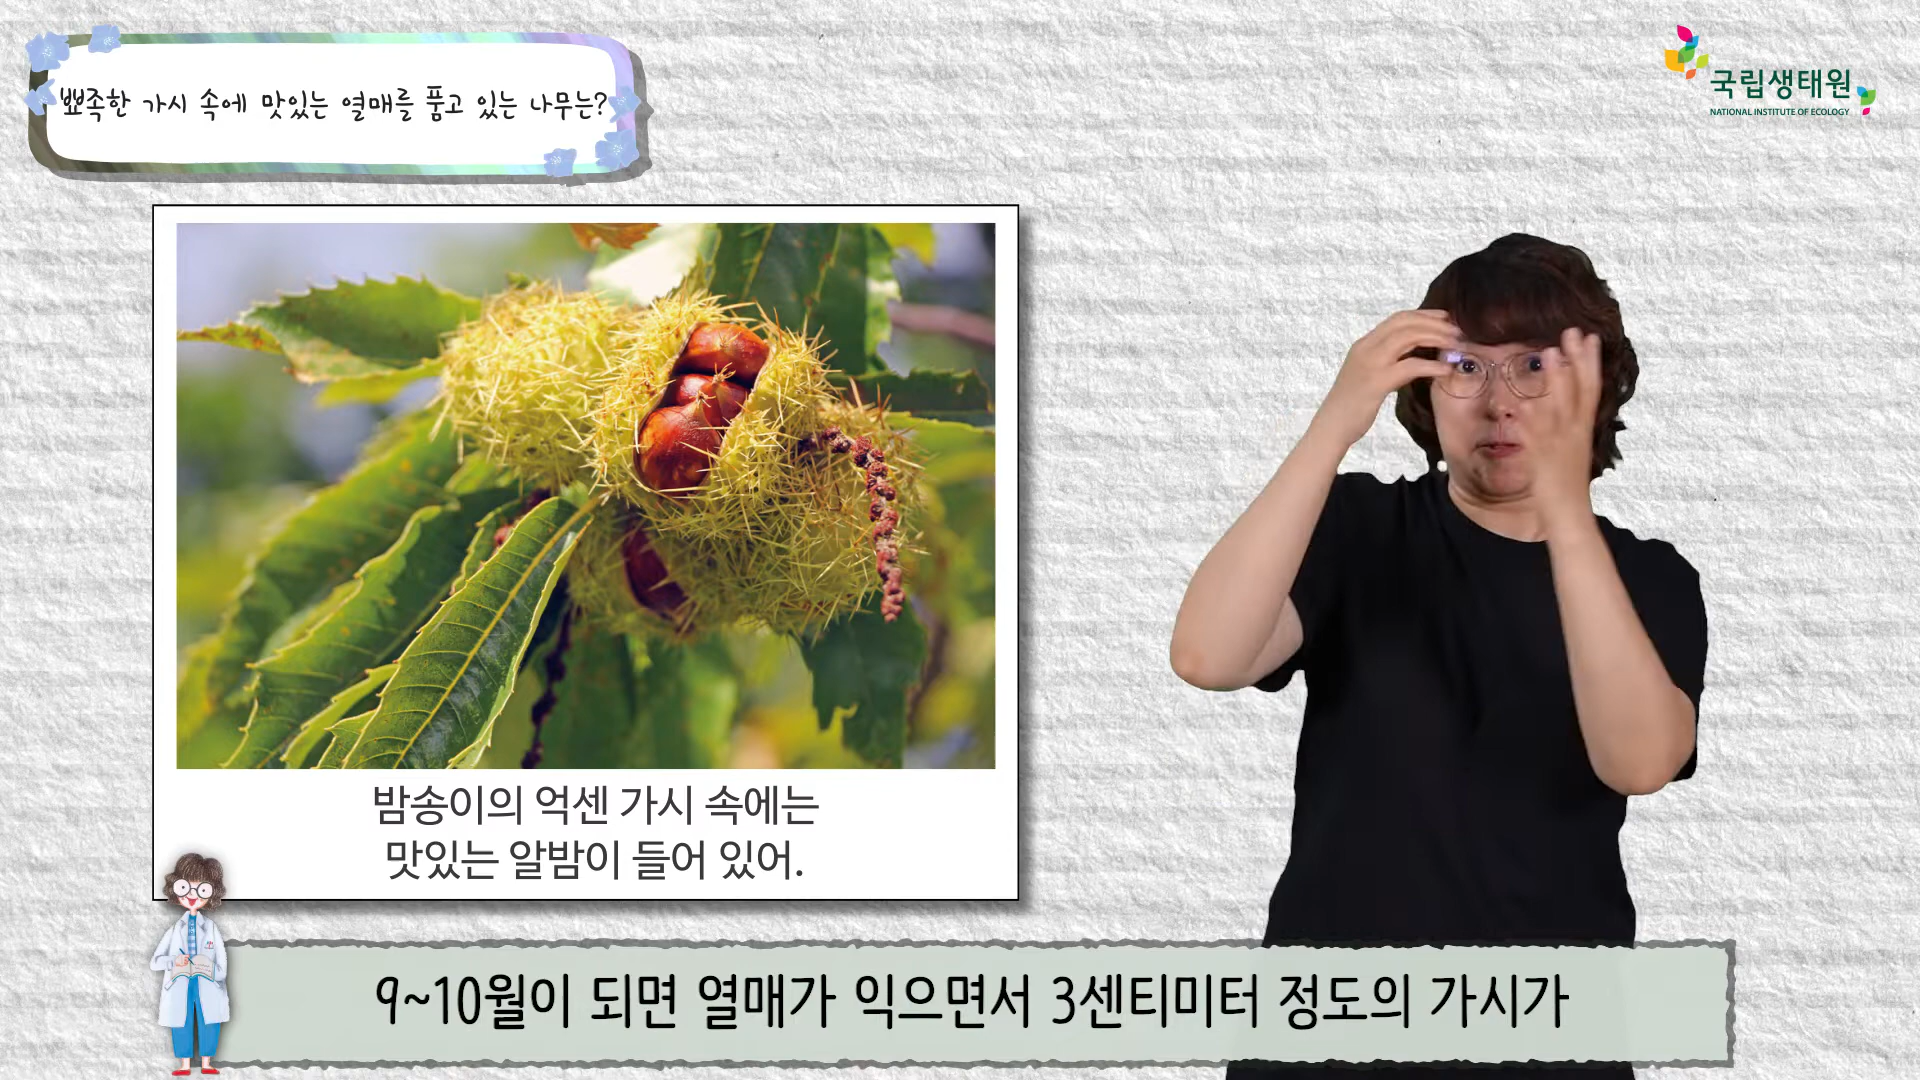 뾰족한 가시 속에 맛있는 열매를 품고 있는 나무는?
국립생태원
NATIONAL INSTITUTE OF ECOLOGY
밤송이의 억센 가시 속에는
맛있는 알밤이 들어 있어.
9~10월이 되면 열매가 익으면서 3센티미터 정도의 가시가